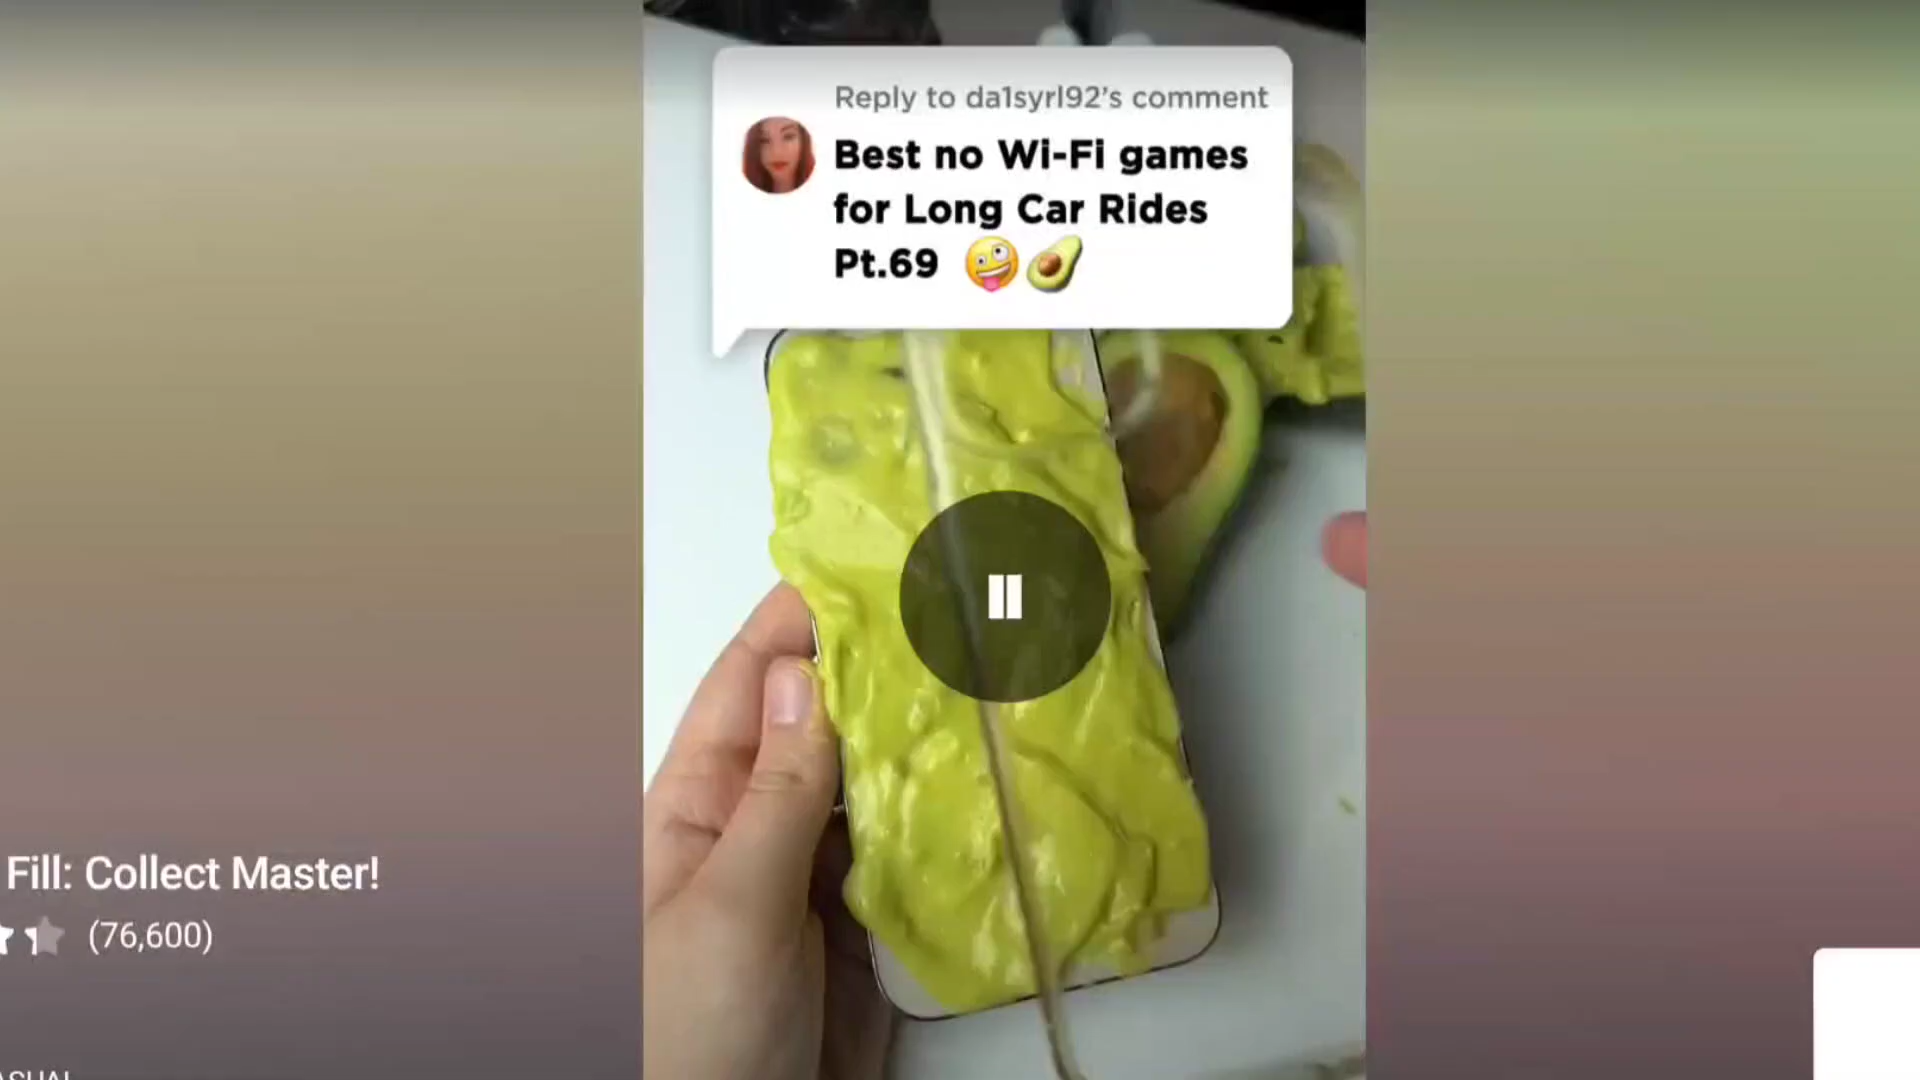 Reply to da1syrl92's comment
Best no Wi-Fi games
for Long Car Rides
Pt.69 🤪🥑
Fill: Collect Master!
(76,600)